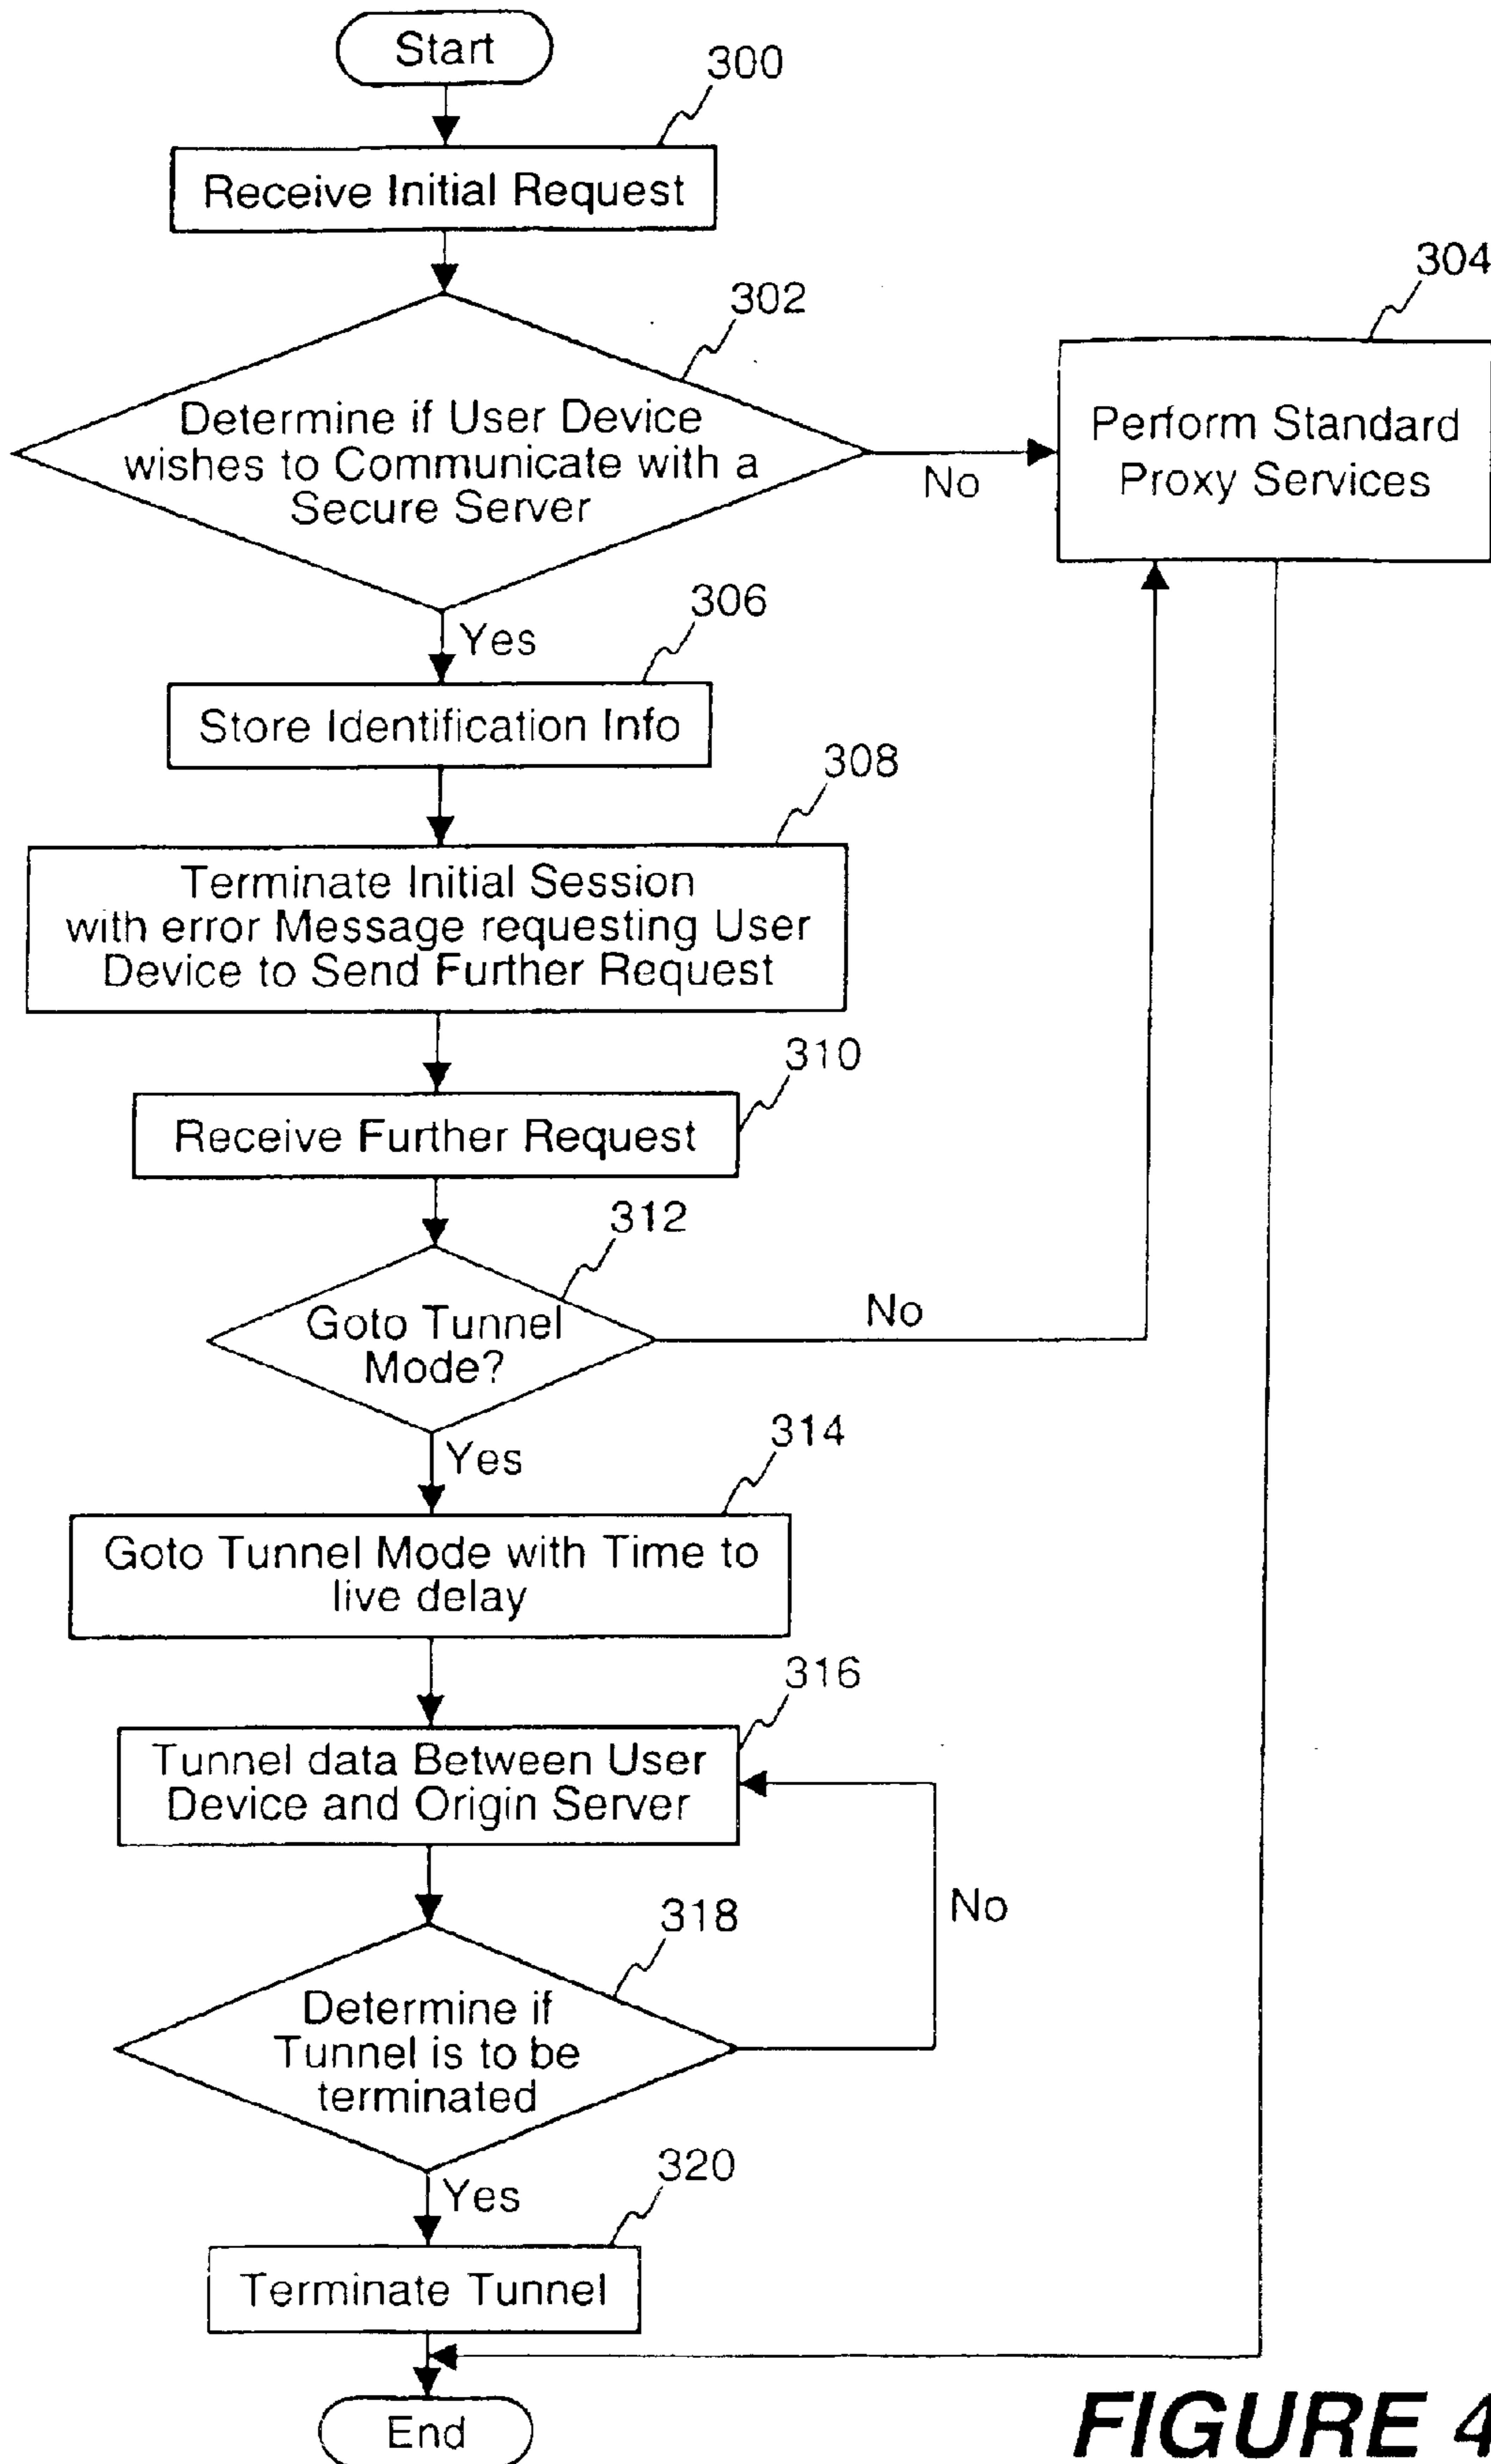 Start
300
Receive Initial Request
302
Determine if User Device
wishes to Communicate with a
Secure Server
No
304
Perform Standard
Proxy Services
Yes
306
Store Identification Info
308
Terminate Initial Session
with error Message requesting User
Device to Send Further Request
310
Receive Further Request
312
Goto Tunnel
Mode?
No
Yes
314
Goto Tunnel Mode with Time to
live delay
316
Tunnel data Between User
Device and Origin Server
318
Determine if
Tunnel is to be
terminated
No
Yes
320
Terminate Tunnel
End
FIGURE 4